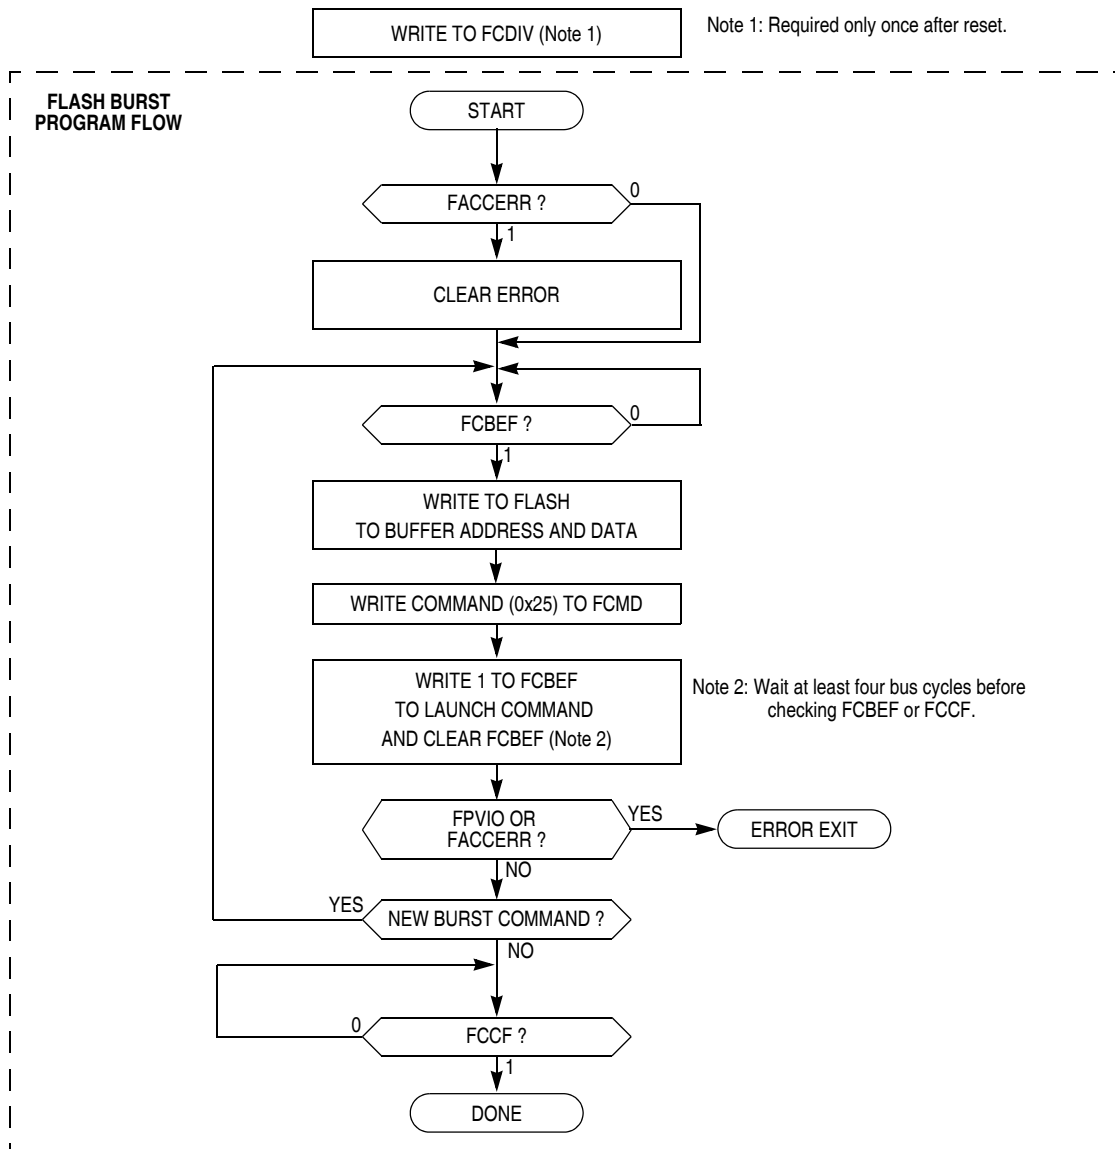 WRITE TO FCDIV (Note 1)
Note 1: Required only once after reset.
FLASH BURST
PROGRAM FLOW
START
FACCERR ?
0
1
CLEAR ERROR
FCBEF ?
0
1
WRITE TO FLASH
TO BUFFER ADDRESS AND DATA
WRITE COMMAND (0x25) TO FCMD
WRITE 1 TO FCBEF
TO LAUNCH COMMAND
AND CLEAR FCBEF (Note 2)
Note 2: Wait at least four bus cycles before
checking FCBEF or FCCF.
FPVIO OR
FACCERR ?
YES
ERROR EXIT
NO
YES
NEW BURST COMMAND ?
NO
0
FCCF ?
1
DONE